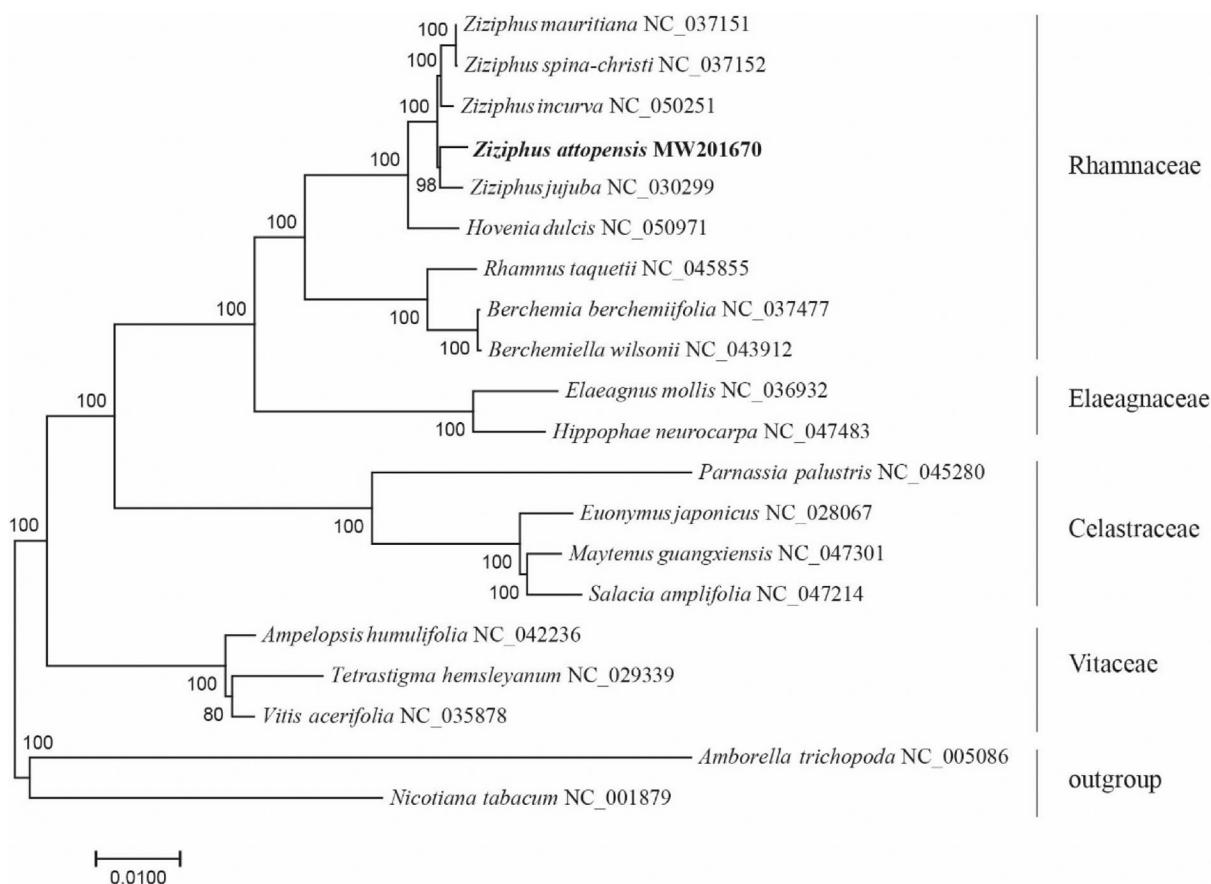 100 Ziziphus mauritiana NC_037151
100
100 Ziziphus spina-christi NC_037152
100 Ziziphus incurva NC_050251
Ziziphus attopensis MW201670
100
98 Ziziphus jujuba NC_030299
Rhamnaceae
100 Hovenia dulcis NC_050971
Rhamnus taquetii NC_045855
100
100 Berchemia berchemiifolia NC_037477
100 Berchemiella wilsonii NC_043912
Elaeagnus mollis NC_036932
Elaeagnaceae
100
100 Hippophae neurocarpa NC_047483
Parnassia palustris NC_045280
100 Euonymus japonicus NC_028067
Celastraceae
100 Maytenus guangxiensis NC_047301
100
100 Salacia amplifolia NC_047214
Ampelopsis humulifolia NC_042236
Vitaceae
100 Tetrastigma hemsleyanum NC_029339
80 Vitis acerifolia NC_035878
100
Amborella trichopoda NC_005086
outgroup
Nicotiana tabacum NC_001879
0.0100